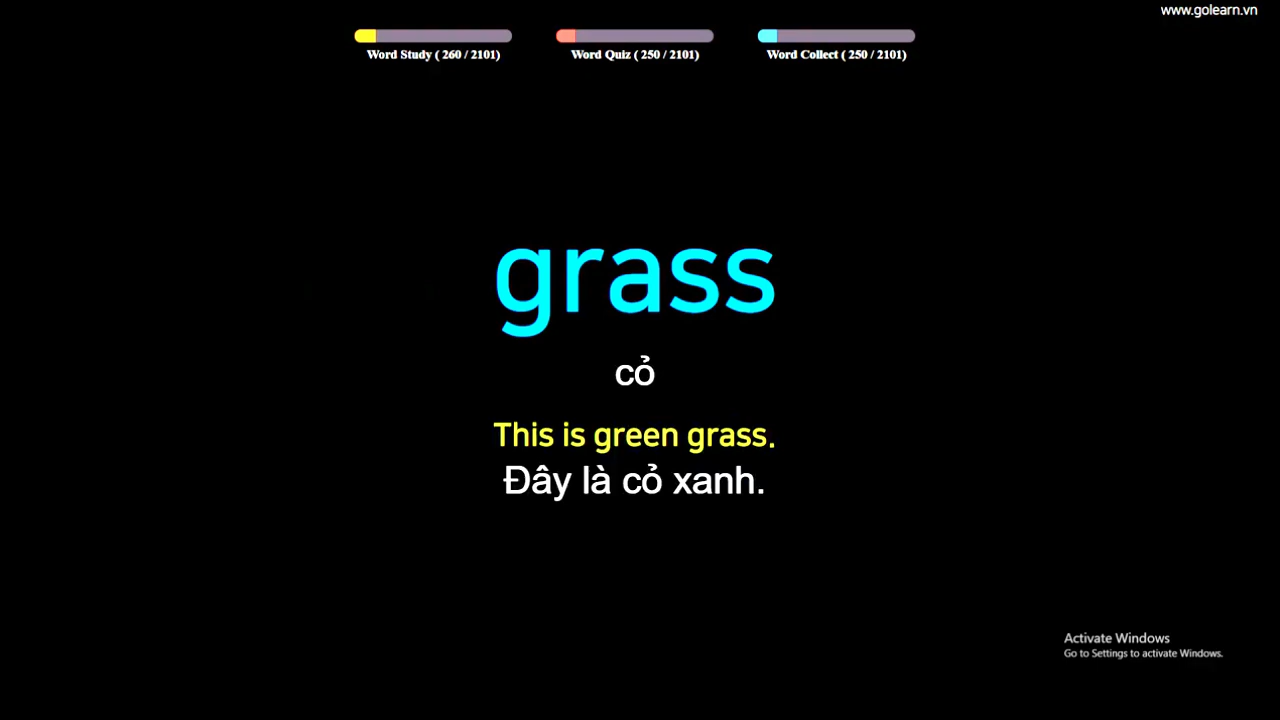 www.golearn.vn
Word Study ( 260 / 2101) Word Quiz ( 250 / 2101) Word Collect ( 250 / 2101)
grass
cỏ
This is green grass.
Đây là cỏ xanh.
Activate Windows
Go to Settings to activate Windows.